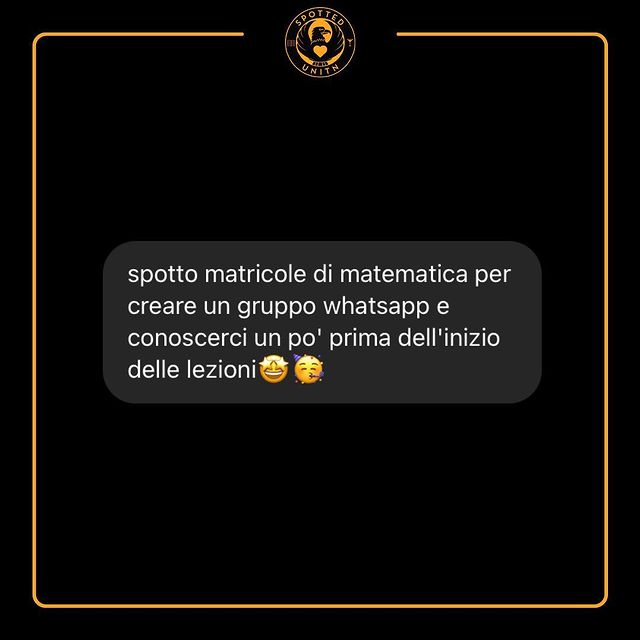 SPOTTED
UNITN
spotto matricole di matematica per
creare un gruppo whatsapp e
conoscerci un po' prima dell'inizio
delle lezioni🤩🥳